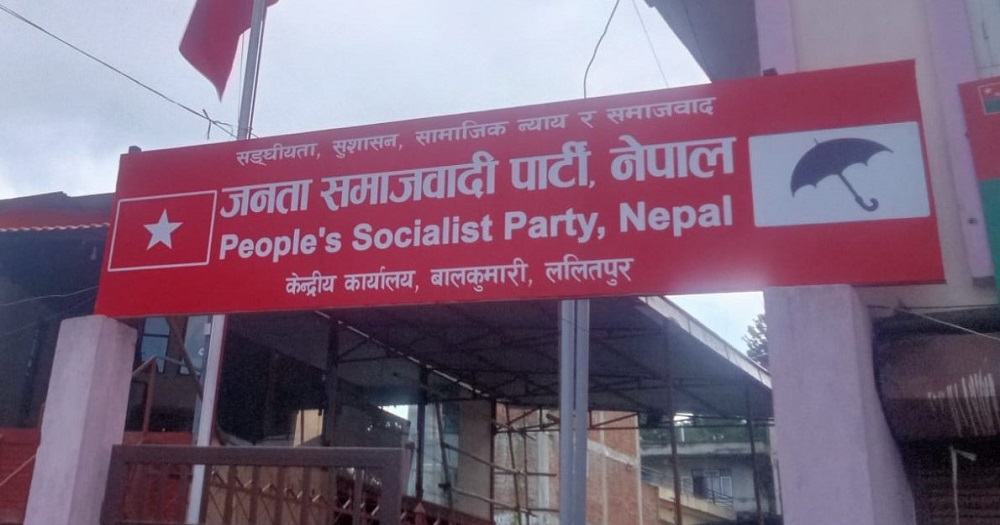 सङ्घीयता, सुशासन, सामाजिक न्याय र समाजवाद
जनता समाजवादी पार्टी, नेपाल
People's Socialist Party, Nepal
केन्द्रीय कार्यालय, बालकुमारी, ललितपुर